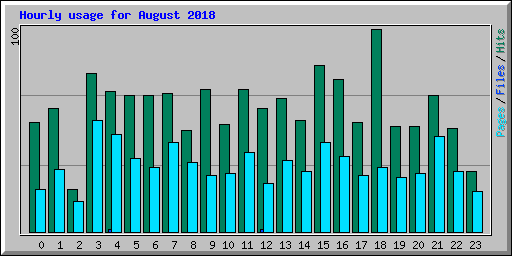 Hourly usage for August 2018
100
Pages/Files/Hits
0 1 2 3 4 5 6 7 8 9 10 11 12 13 14 15 16 17 18 19 20 21 22 23